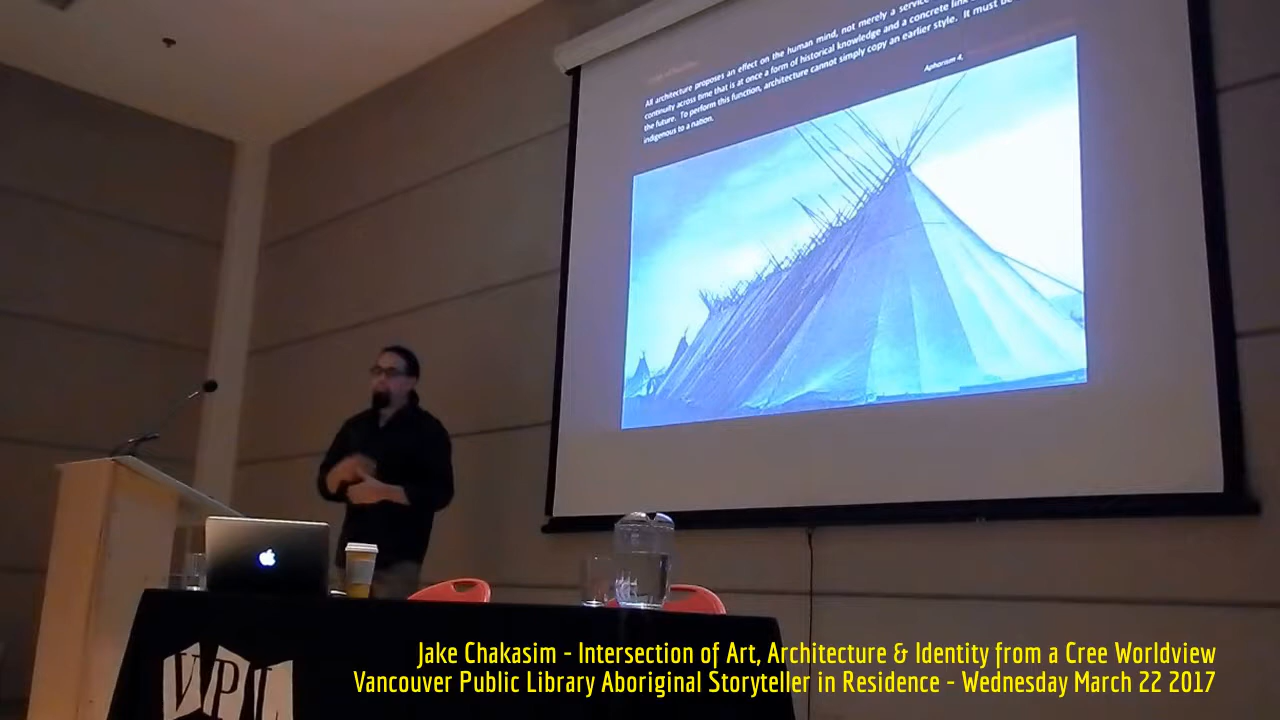 All architecture proposes an effect on the human mind, not merely a service
continuity across time that is at once a form of historical knowledge and a concrete link
the future. To perform this function, architecture cannot simply copy an earlier style. It must be
indigenous to a nation.
Aphorism 4,
VPL
Jake Chakasim - Intersection of Art, Architecture & Identity from a Cree Worldview
Vancouver Public Library Aboriginal Storyteller in Residence - Wednesday March 22 2017